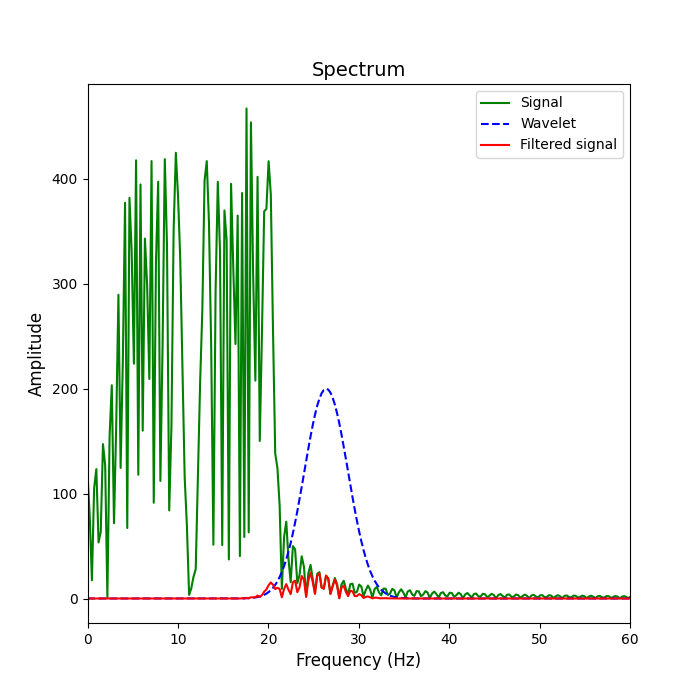 Spectrum
Signal
Wavelet
Filtered signal
400
300
200
100
0
Amplitude
0 10 20 30 40 50 60
Frequency (Hz)